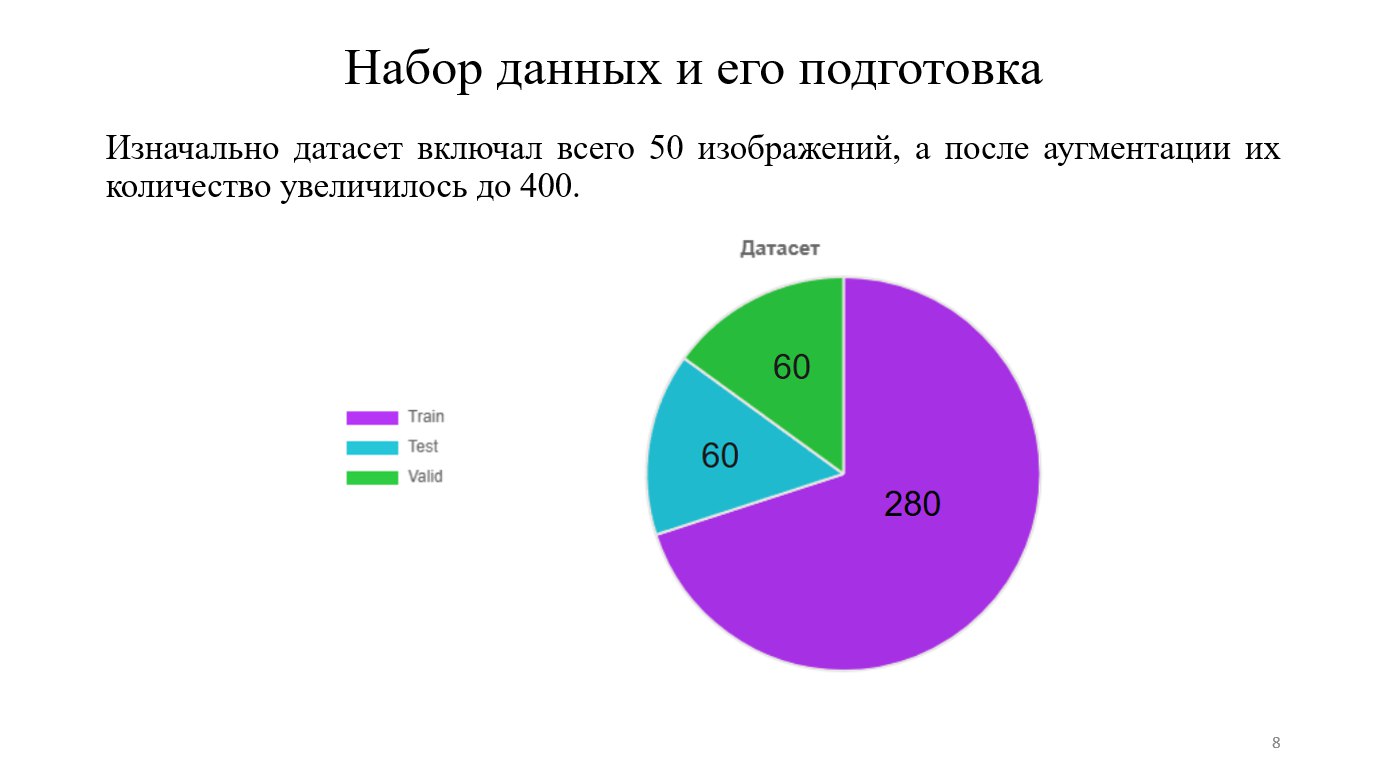 Набор данных и его подготовка
Изначально датасет включал всего 50 изображений, а после аугментации их
количество увеличилось до 400.
Датасет
Train
Test
Valid
60
60
280
8